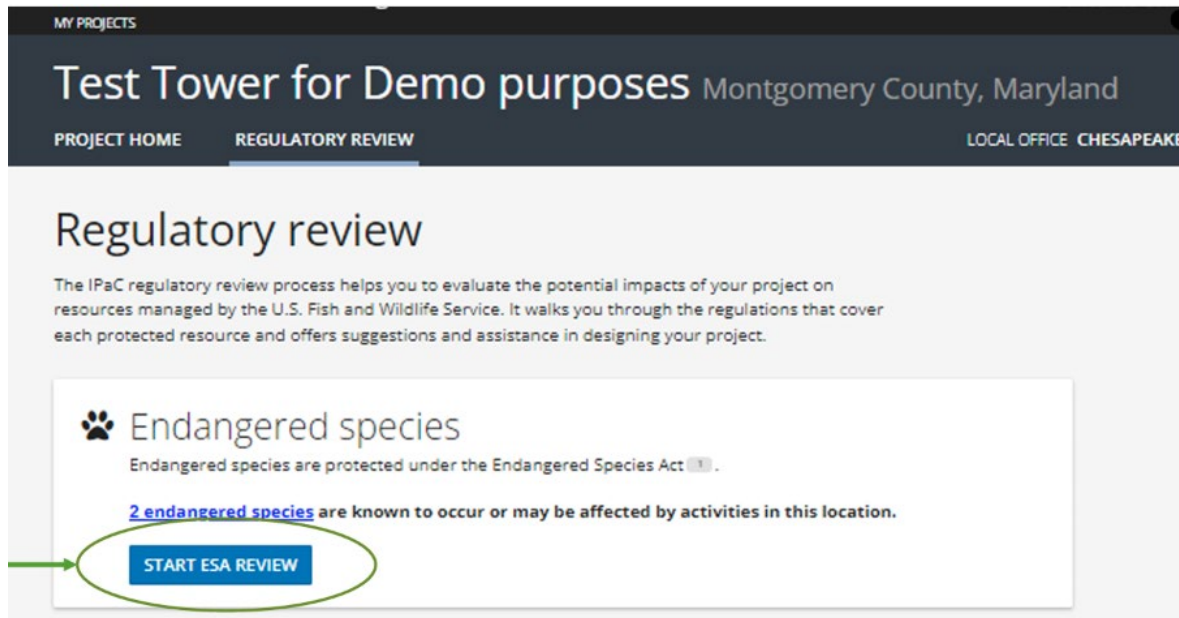 MY PROJECTS
Test Tower for Demo purposes Montgomery County, Maryland
PROJECT HOME REGULATORY REVIEW LOCAL OFFICE CHESAPEAKE
Regulatory review
The IPaC regulatory review process helps you to evaluate the potential impacts of your project on
resources managed by the U.S. Fish and Wildlife Service. It walks you through the regulations that cover
each protected resource and offers suggestions and assistance in designing your project.
Endangered species
Endangered species are protected under the Endangered Species Act 1 .
2 endangered species are known to occur or may be affected by activities in this location.
START ESA REVIEW